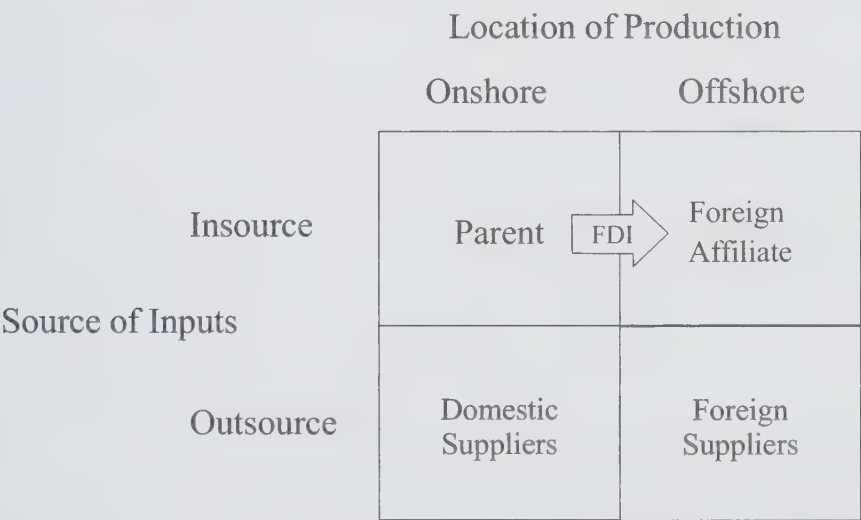 Location of Production
Onshore Offshore
Insource
Parent
FDI
Foreign
Affiliate
Source of Inputs
Outsource
Domestic
Suppliers
Foreign
Suppliers